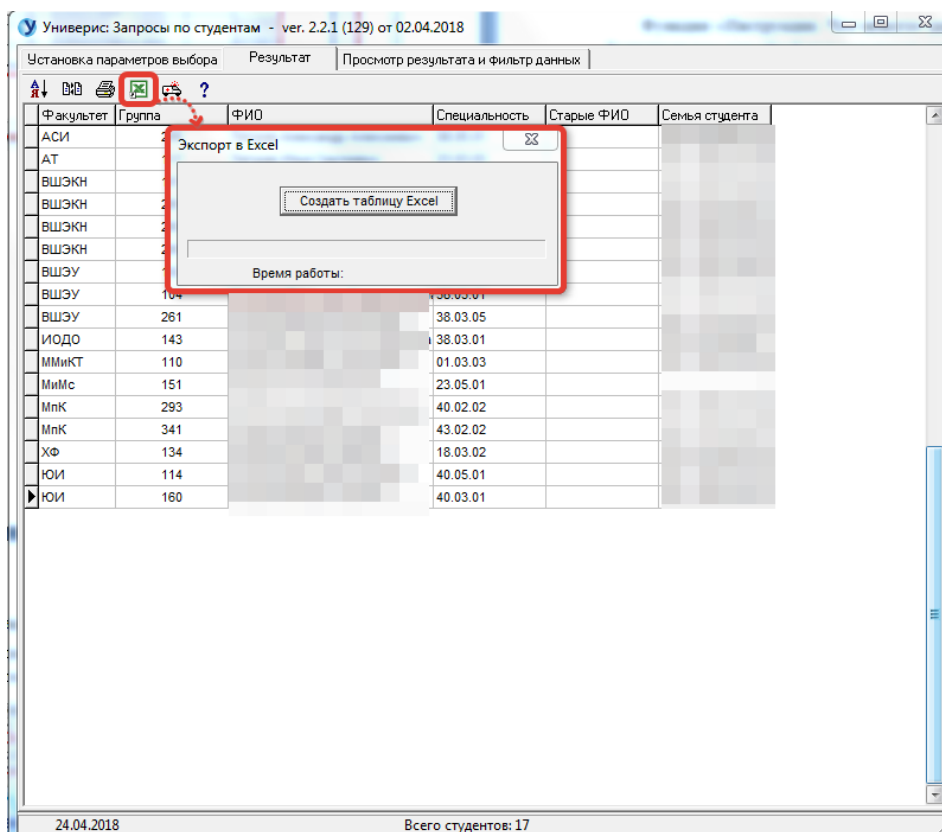 Универис: Запросы по студентам - ver. 2.2.1 (129) от 02.04.2018
Установка параметров выбора Результат Просмотр результата и фильтр данных
?
Факультет Группа ФИО Специальность Старые ФИО Семья студента
АСИ
АТ
ВШЭКН
ВШЭКН
ВШЭКН
ВШЭКН
ВШЭУ
ВШЭУ 104 38.03.01
ВШЭУ 261 38.03.05
ИОДО 143 38.03.01
ММиКТ 110 01.03.03
МиМс 151 23.05.01
МпК 293 40.02.02
МпК 341 43.02.02
ХФ 134 18.03.02
ЮИ 114 40.05.01
ЮИ 160 40.03.01
Экспорт в Excel
Создать таблицу Excel
Время работы:
24.04.2018 Всего студентов: 17